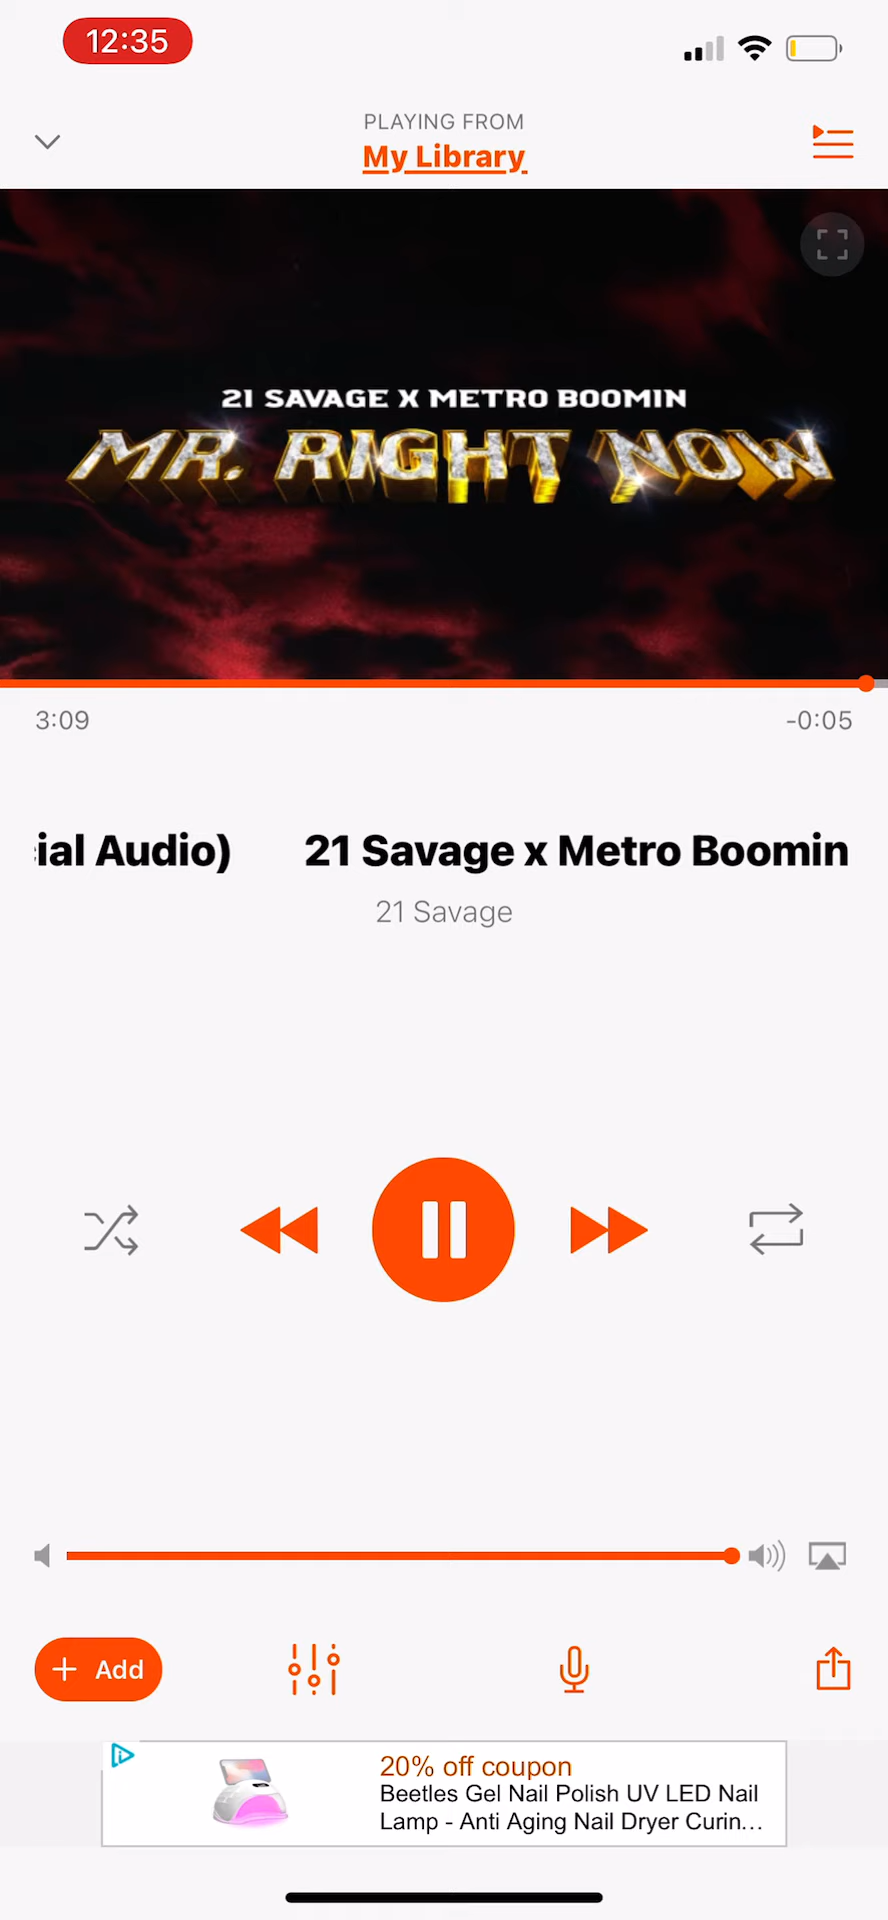 12:35
PLAYING FROM
My Library
21 SAVAGE X METRO BOOMIN
MR. RIGHT NOW
3:09
-0:05
ial Audio) 21 Savage x Metro Boomin
21 Savage
+ Add
20% off coupon
Beetles Gel Nail Polish UV LED Nail
Lamp - Anti Aging Nail Dryer Curin...